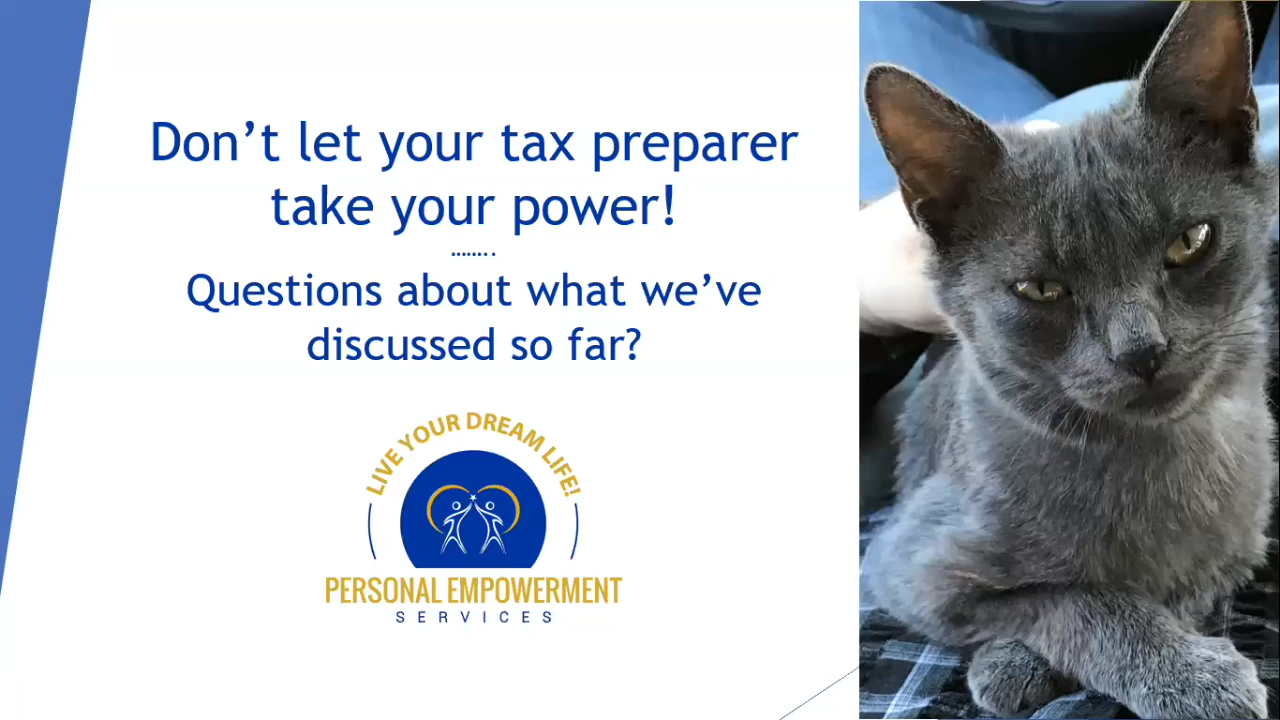 Don’t let your tax preparer
take your power!
........
Questions about what we’ve
discussed so far?
LIVE YOUR DREAM LIFE!
PERSONAL EMPOWERMENT
SERVICES